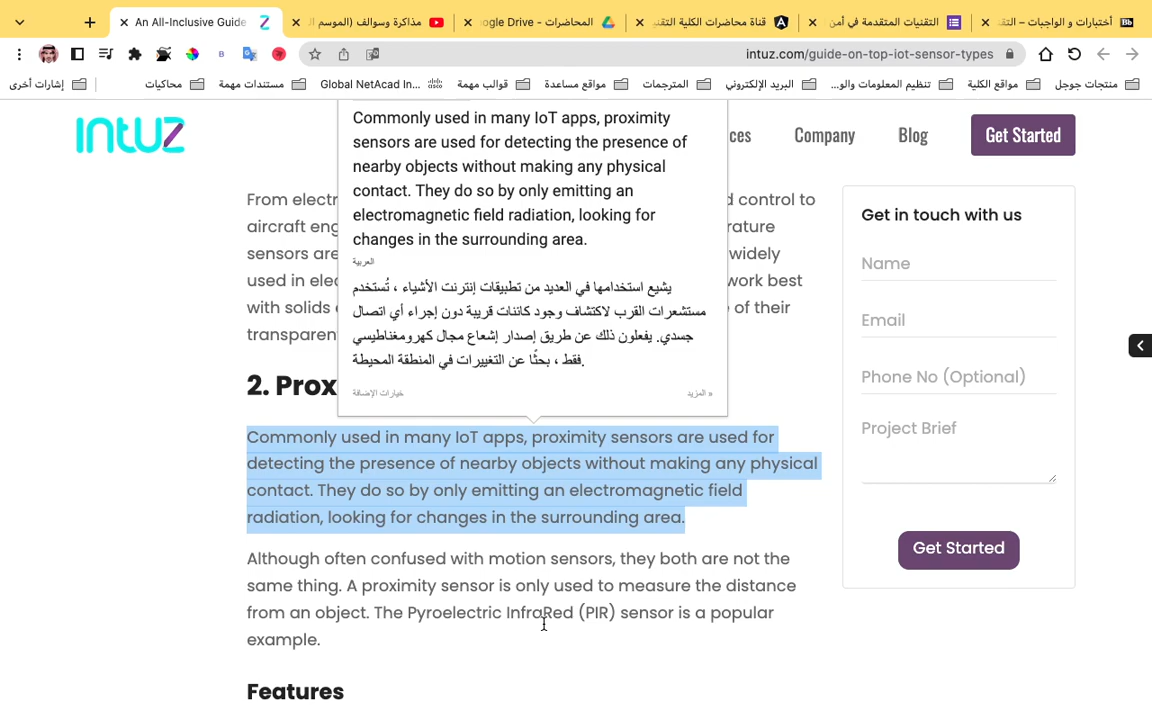 An All-Inclusive Guide
مذاكرة وسوالف (الموسم ال
المحاضرات - Google Drive
قناة محاضرات الكلية التقني
التقنيات المتقدمة في أمن
أختبارات و الواجبات – التقـ
Bb
intuz.com/guide-on-top-iot-sensor-types
B
إشارات أخرى
محاكيات
مستندات مهمة
Global NetAcad In...
قوالب مهمة
مواقع مساعدة
المترجمات
البريد الإلكتروني
تنظيم المعلومات والو...
مواقع الكلية
منتجات جوجل
INTUZ
ces
Company
Blog
Get Started
Commonly used in many IoT apps, proximity
sensors are used for detecting the presence of
nearby objects without making any physical
contact. They do so by only emitting an
electromagnetic field radiation, looking for
changes in the surrounding area.
العربية
يشيع استخدامها في العديد من تطبيقات إنترنت الأشياء ، تُستخدم
مستشعرات القرب لاكتشاف وجود كائنات قريبة دون إجراء أي اتصال
جسدي. يفعلون ذلك عن طريق إصدار إشعاع مجال كهرومغناطيسي
فقط ، بحثًا عن التغييرات في المنطقة المحيطة.
خيارات الإضافة
المزيد »
From electr
d control to
aircraft eng
rature
sensors are
widely
used in elec
work best
with solids
of their
transparen
2. Prox
Commonly used in many IoT apps, proximity sensors are used for
detecting the presence of nearby objects without making any physical
contact. They do so by only emitting an electromagnetic field
radiation, looking for changes in the surrounding area.
Although often confused with motion sensors, they both are not the
same thing. A proximity sensor is only used to measure the distance
from an object. The Pyroelectric InfraRed (PIR) sensor is a popular
example.
Features
Get in touch with us
Name
Email
Phone No (Optional)
Project Brief
Get Started